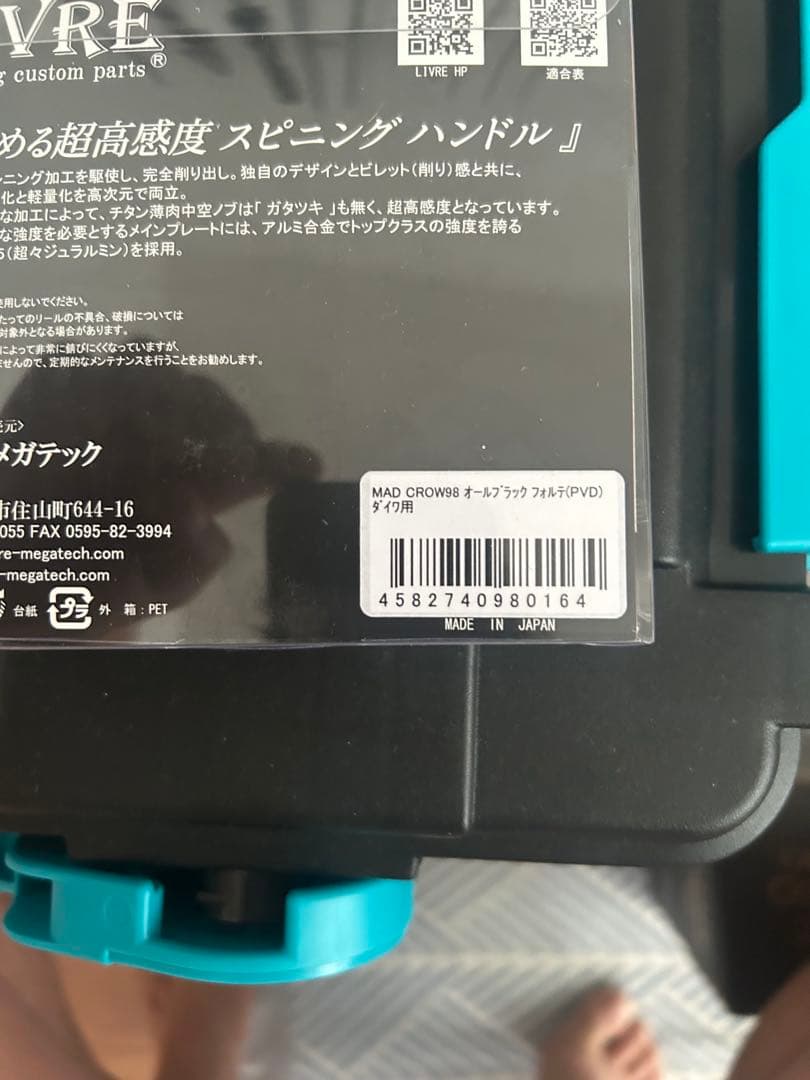 IVRE
g custom parts®
LIVRE HP
適合表
める超高感度 スピニング ハンドル 』
ーニング加工を駆使し、完全削り出し。独自のデザインとビレット(削り)感と共に、
化と軽量化を高次元で両立。
な加工によって、チタン薄肉中空ノブは「 ガタツキ 」も無く、超高感度となっています。
な強度を必要とするメインプレートには、アルミ合金でトップクラスの強度を誇る
5(超々ジュラルミン)を採用。
使用しないでください。
たってのリールの不具合、破損については
対象外となる場合があります。
によって非常に錆びにくくなっていますが、
ませんので、定期的なメンテナンスを行うことをお勧めします。
売元>
メガテック
市住山町644-16
055 FAX 0595-82-3994
re-megatech.com
-megatech.com
台紙 プラ 外 箱:PET
MAD CROW98 オールブラック フォルテ(PVD)
ダイワ用
4582740980164
MADE IN JAPAN